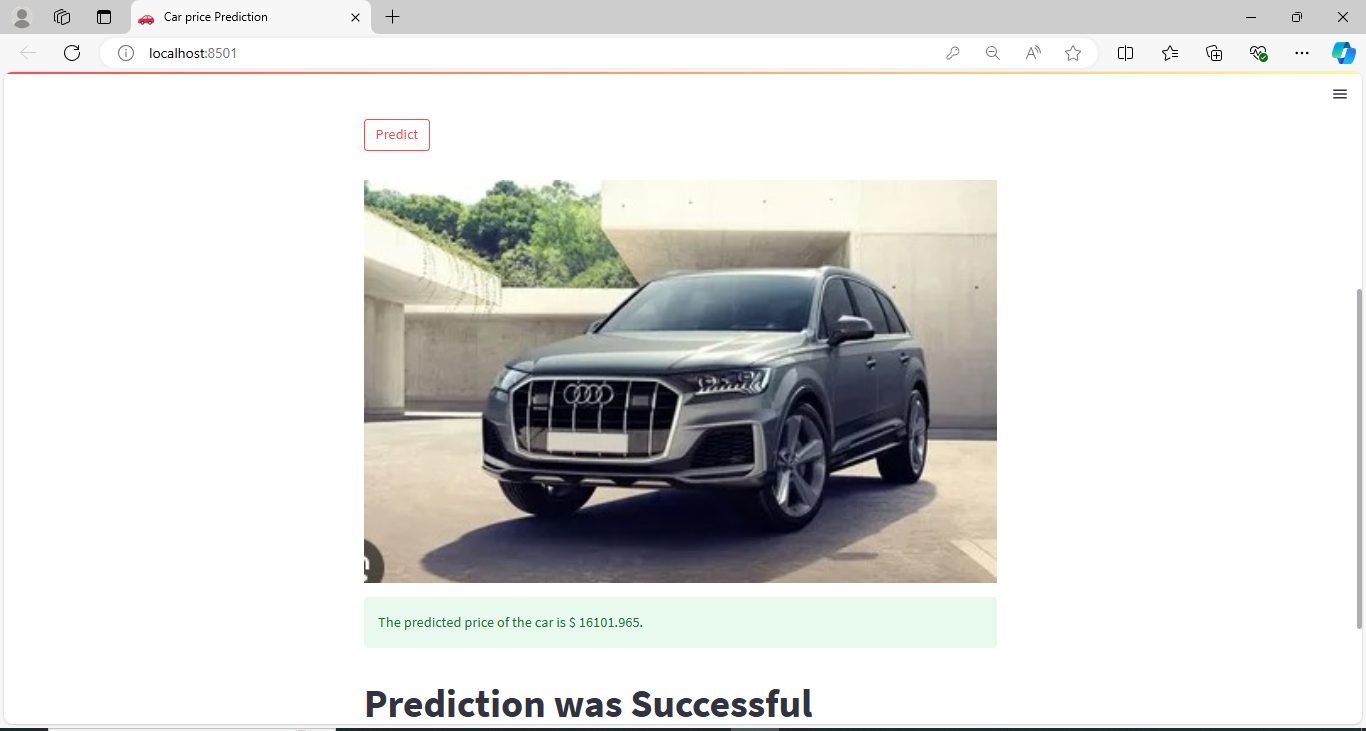 Car price Prediction
localhost:8501
Predict
The predicted price of the car is $ 16101.965.
Prediction was Successful